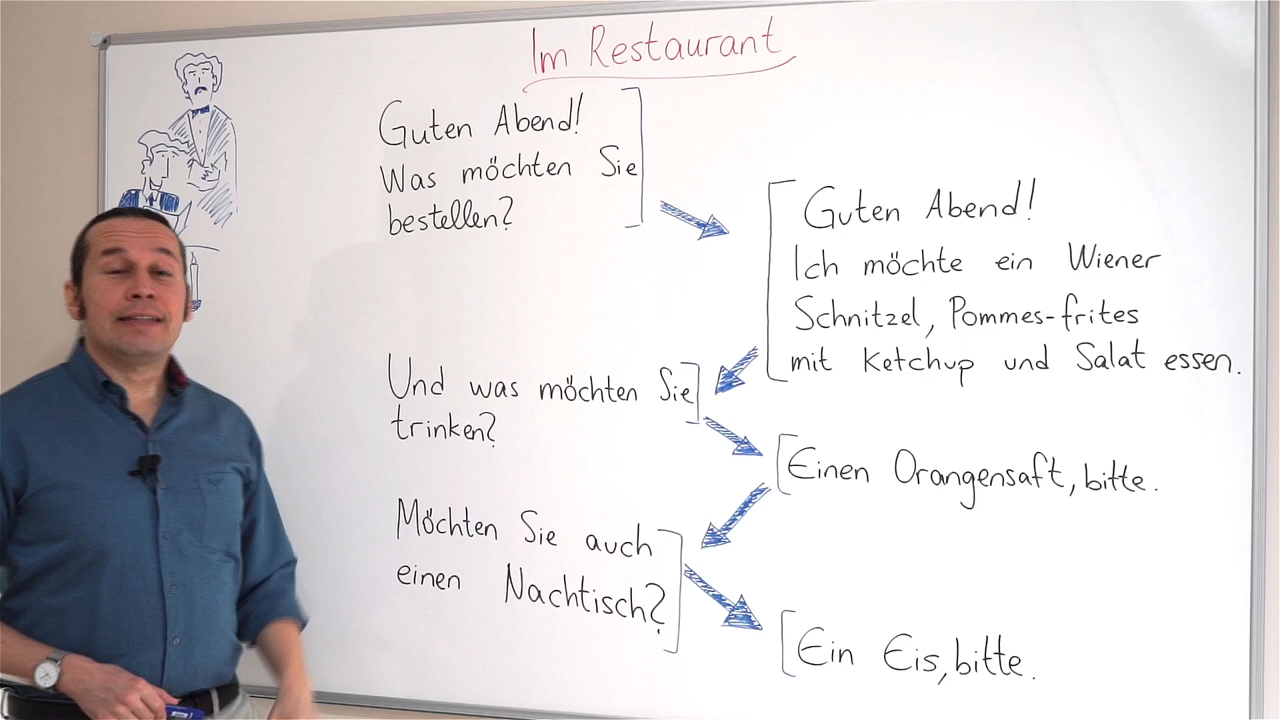 Im Restaurant
Guten Abend!
Was möchten Sie
bestellen?
Guten Abend!
Ich möchte ein Wiener
Schnitzel, Pommes-frites
mit Ketchup und Salat essen.
Und was möchten Sie
trinken?
Einen Orangensaft, bitte.
Möchten Sie auch
einen Nachtisch?
Ein Eis, bitte.